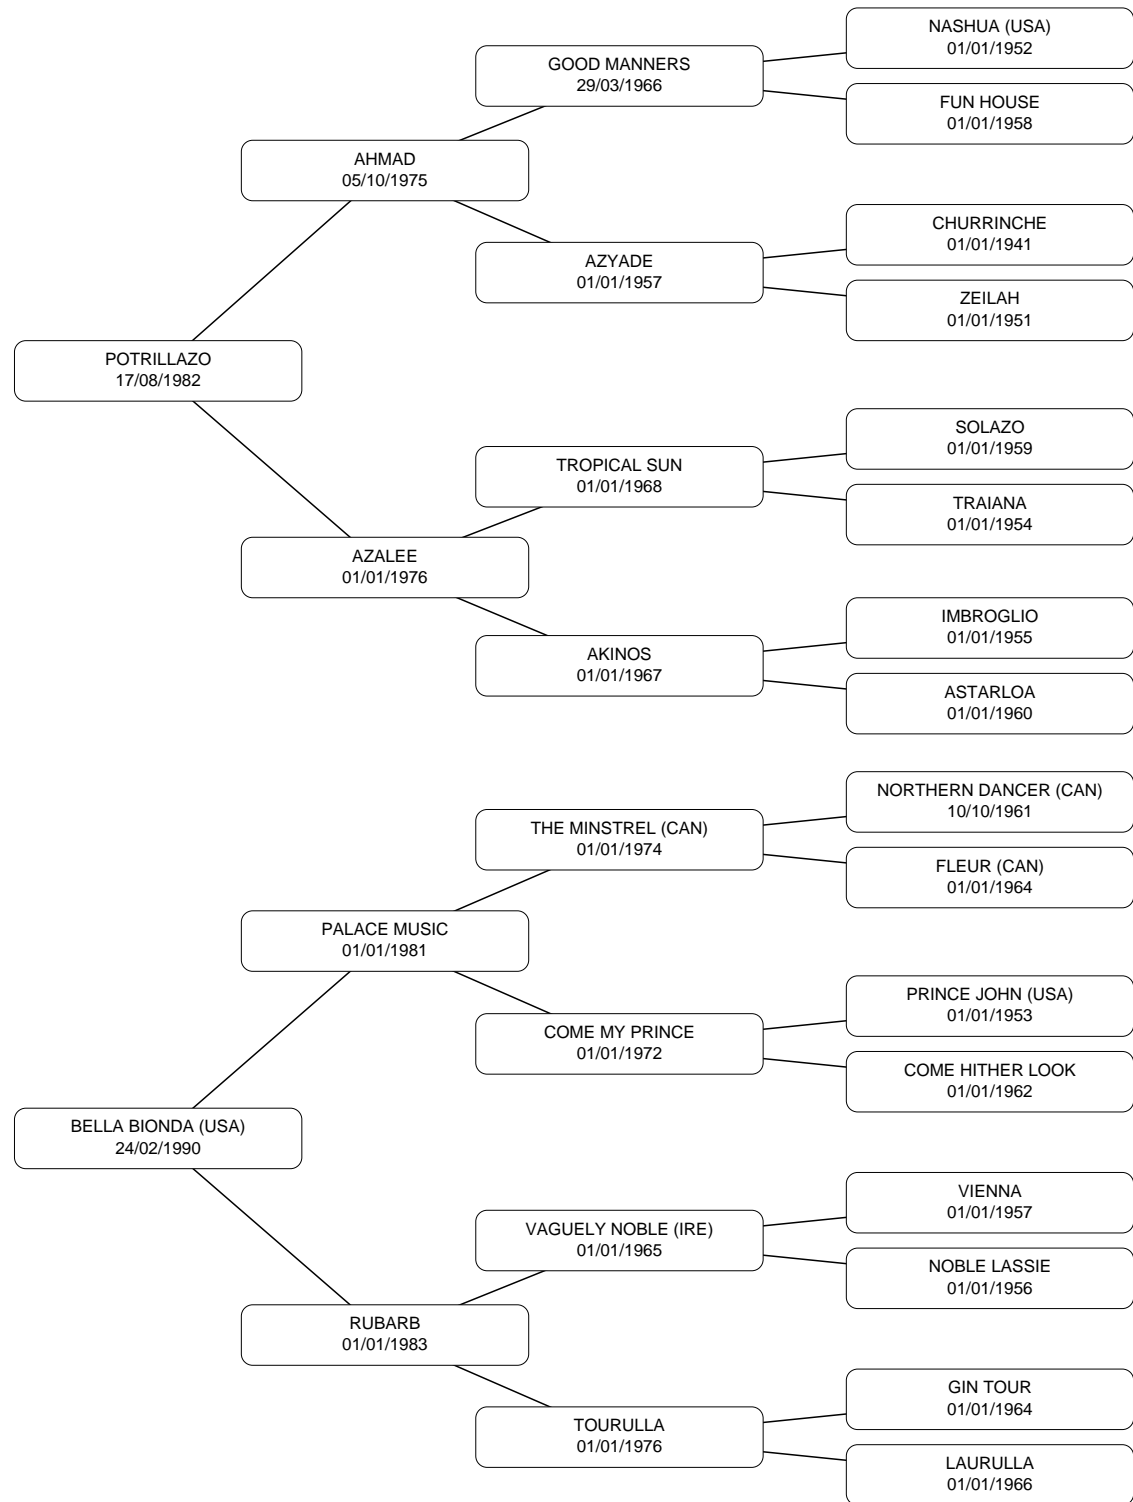 NASHUA (USA)
01/01/1952
GOOD MANNERS
29/03/1966
FUN HOUSE
01/01/1958
AHMAD
05/10/1975
CHURRINCHE
01/01/1941
AZYADE
01/01/1957
ZEILAH
01/01/1951
POTRILLAZO
17/08/1982
SOLAZO
01/01/1959
TROPICAL SUN
01/01/1968
TRAIANA
01/01/1954
AZALEE
01/01/1976
IMBROGLIO
01/01/1955
AKINOS
01/01/1967
ASTARLOA
01/01/1960
NORTHERN DANCER (CAN)
10/10/1961
THE MINSTREL (CAN)
01/01/1974
FLEUR (CAN)
01/01/1964
PALACE MUSIC
01/01/1981
PRINCE JOHN (USA)
01/01/1953
COME MY PRINCE
01/01/1972
COME HITHER LOOK
01/01/1962
BELLA BIONDA (USA)
24/02/1990
VIENNA
01/01/1957
VAGUELY NOBLE (IRE)
01/01/1965
NOBLE LASSIE
01/01/1956
RUBARB
01/01/1983
GIN TOUR
01/01/1964
TOURULLA
01/01/1976
LAURULLA
01/01/1966